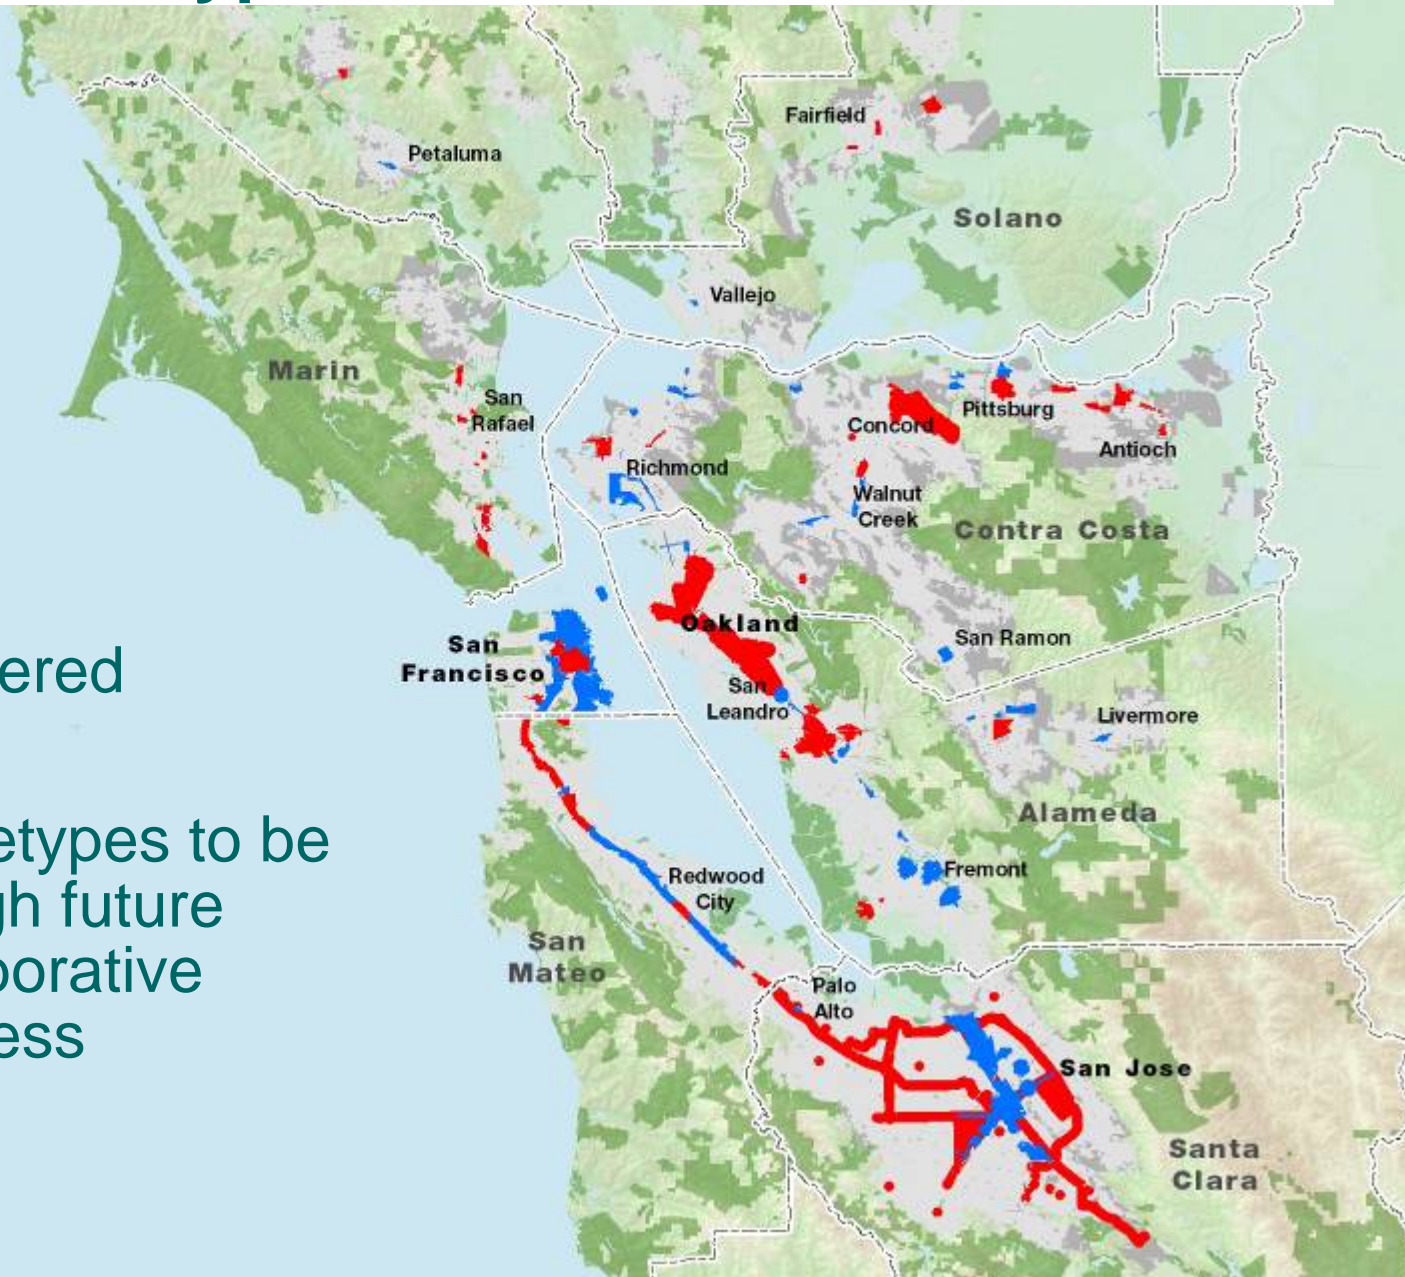 Fairfield
Petaluma
Solano
Vallejo
Marin
San
Rafael
Pittsburg
Concord
Antioch
Richmond
Walnut
Creek
Contra Costa
Oakland
San Ramon
San
Francisco
ered
San
Leandro
Livermore
Alameda
etypes to be
gh future
borative
ess
Redwood
City
Fremont
San
Mateo
Palo
Alto
San Jose
Santa
Clara